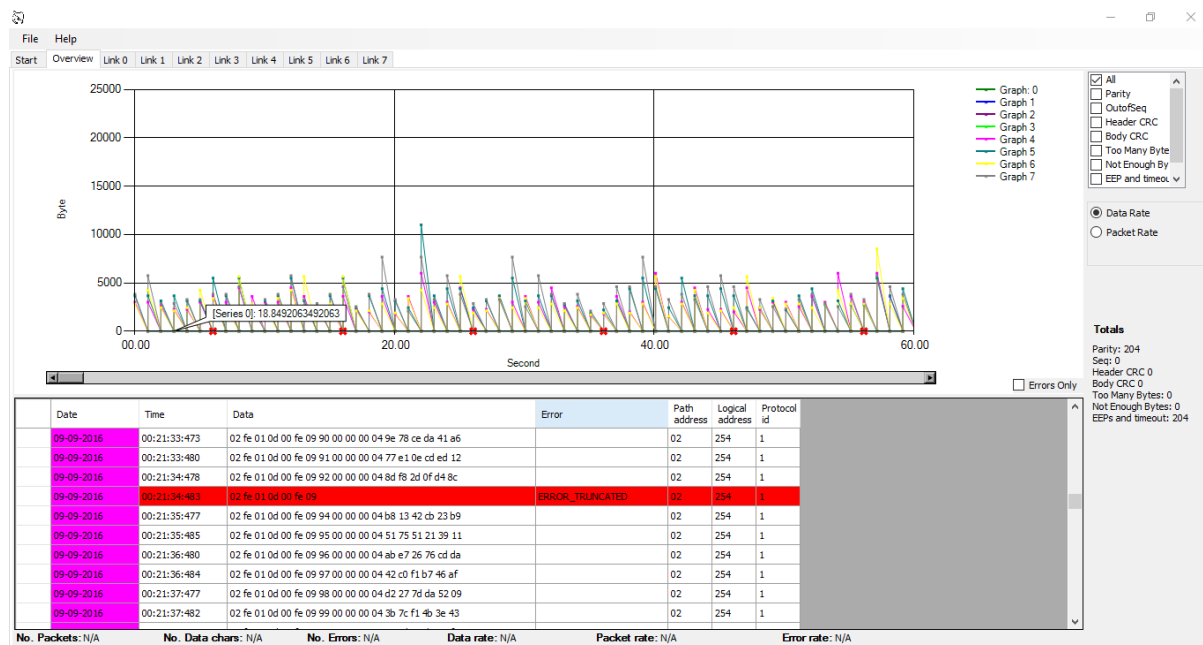 File Help
Start Overview Link 0 Link 1 Link 2 Link 3 Link 4 Link 5 Link 6 Link 7
25000
20000
15000
10000
5000
0
Byte
00.00 20.00 40.00 60.00
Second
[Series 0]: 18.8492063492063
Graph: 0
Graph 1
Graph 2
Graph 3
Graph 4
Graph 5
Graph 6
Graph 7
All
Parity
OutofSeq
Header CRC
Body CRC
Too Many Byte
Not Enough By
EEP and timeou
Data Rate
Packet Rate
Totals
Parity: 204
Seq: 0
Header CRC 0
Body CRC 0
Too Many Bytes: 0
Not Enough Bytes: 0
EEPs and timeout: 204
Errors Only
Date Time Data Error Path address Logical address Protocol id
09-09-2016 00:21:33:473 02 fe 01 0d 00 fe 09 90 00 00 00 04 9e 78 ce da 41 a6 02 254 1
09-09-2016 00:21:33:480 02 fe 01 0d 00 fe 09 91 00 00 00 04 77 e1 0e cd ed 12 02 254 1
09-09-2016 00:21:34:478 02 fe 01 0d 00 fe 09 92 00 00 00 04 8d f8 2d 0f d4 8c 02 254 1
09-09-2016 00:21:34:483 02 fe 01 0d 00 fe 09 ERROR_TRUNCATED 02 254 1
09-09-2016 00:21:35:477 02 fe 01 0d 00 fe 09 94 00 00 00 04 b8 13 42 cb 23 b9 02 254 1
09-09-2016 00:21:35:485 02 fe 01 0d 00 fe 09 95 00 00 00 04 51 75 51 21 39 11 02 254 1
09-09-2016 00:21:36:480 02 fe 01 0d 00 fe 09 96 00 00 00 04 ab e7 26 76 cd da 02 254 1
09-09-2016 00:21:36:484 02 fe 01 0d 00 fe 09 97 00 00 00 04 42 c0 f1 b7 46 af 02 254 1
09-09-2016 00:21:37:477 02 fe 01 0d 00 fe 09 98 00 00 00 04 d2 27 7d da 52 09 02 254 1
09-09-2016 00:21:37:482 02 fe 01 0d 00 fe 09 99 00 00 00 04 3b 7c f1 4b 3e 43 02 254 1
No. Packets: N/A No. Data chars: N/A No. Errors: N/A Data rate: N/A Packet rate: N/A Error rate: N/A